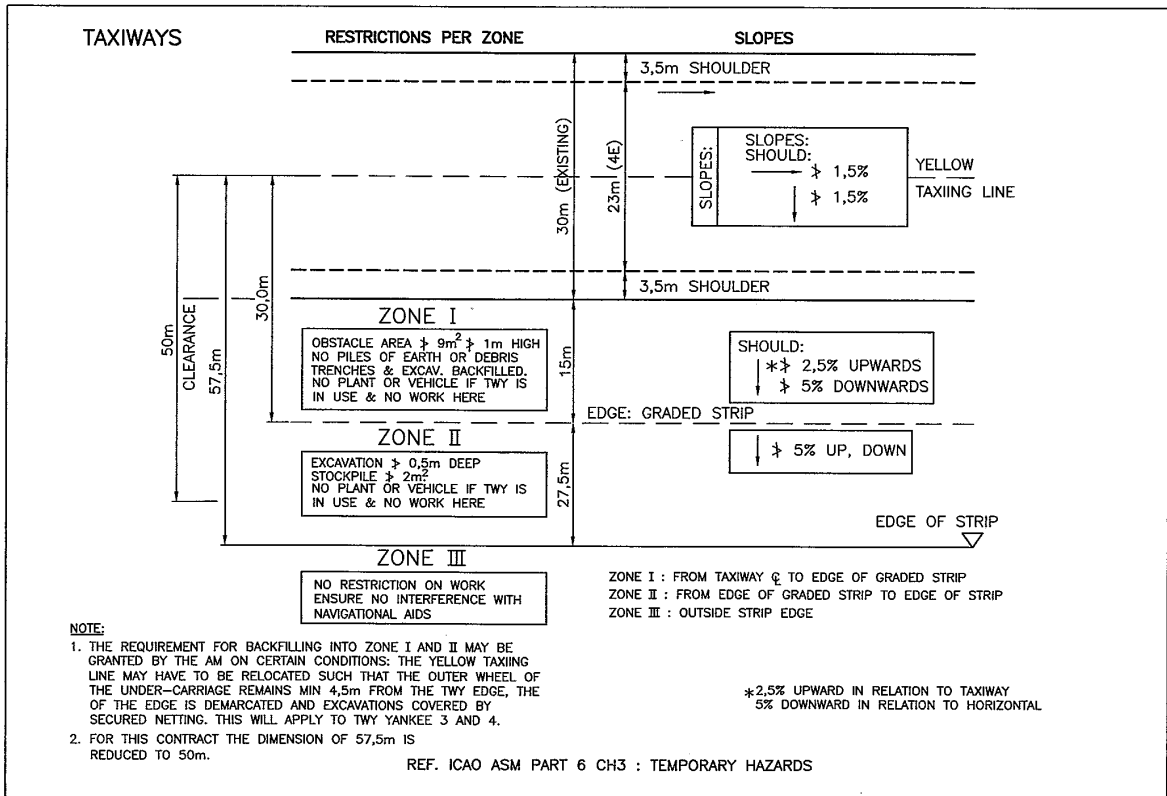 TAXIWAYS
RESTRICTIONS PER ZONE
SLOPES
3,5m SHOULDER
30m (EXISTING)
23m (4E)
SLOPES:
SLOPES:
SHOULD:
≯ 1,5%
≯ 1,5%
YELLOW
TAXIING LINE
3,5m SHOULDER
50m
CLEARANCE
57,5m
30,0m
ZONE I
OBSTACLE AREA ≯ 9m² ≯ 1m HIGH
NO PILES OF EARTH OR DEBRIS
TRENCHES & EXCAV. BACKFILLED.
NO PLANT OR VEHICLE IF TWY IS
IN USE & NO WORK HERE
15m
SHOULD:
*≯ 2,5% UPWARDS
≯ 5% DOWNWARDS
EDGE: GRADED STRIP
ZONE II
EXCAVATION ≯ 0,5m DEEP
STOCKPILE ≯ 2m²
NO PLANT OR VEHICLE IF TWY IS
IN USE & NO WORK HERE
27,5m
≯ 5% UP, DOWN
EDGE OF STRIP
ZONE III
NO RESTRICTION ON WORK
ENSURE NO INTERFERENCE WITH
NAVIGATIONAL AIDS
ZONE I : FROM TAXIWAY ℄ TO EDGE OF GRADED STRIP
ZONE II : FROM EDGE OF GRADED STRIP TO EDGE OF STRIP
ZONE III : OUTSIDE STRIP EDGE
NOTE:
1. THE REQUIREMENT FOR BACKFILLING INTO ZONE I AND II MAY BE
GRANTED BY THE AM ON CERTAIN CONDITIONS: THE YELLOW TAXIING
LINE MAY HAVE TO BE RELOCATED SUCH THAT THE OUTER WHEEL OF
THE UNDER-CARRIAGE REMAINS MIN 4,5m FROM THE TWY EDGE, THE
OF THE EDGE IS DEMARCATED AND EXCAVATIONS COVERED BY
SECURED NETTING. THIS WILL APPLY TO TWY YANKEE 3 AND 4.
2. FOR THIS CONTRACT THE DIMENSION OF 57,5m IS
REDUCED TO 50m.
*2,5% UPWARD IN RELATION TO TAXIWAY
5% DOWNWARD IN RELATION TO HORIZONTAL
REF. ICAO ASM PART 6 CH3 : TEMPORARY HAZARDS